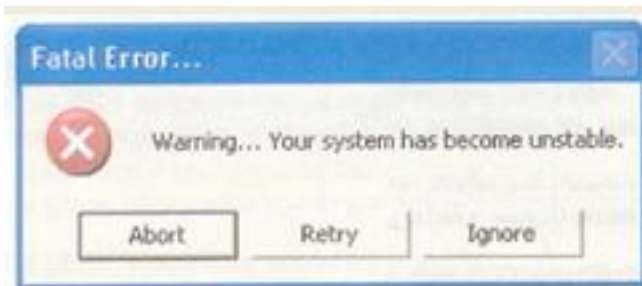 Fatal Error...
Warning... Your system has become unstable.
Abort
Retry
Ignore